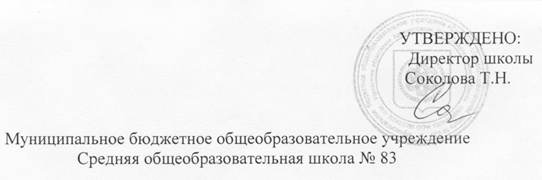 УТВЕРЖДЕНО:
Директор школы
Соколова Т.Н.
Муниципальное бюджетное общеобразовательное учреждение
Средняя общеобразовательная школа № 83